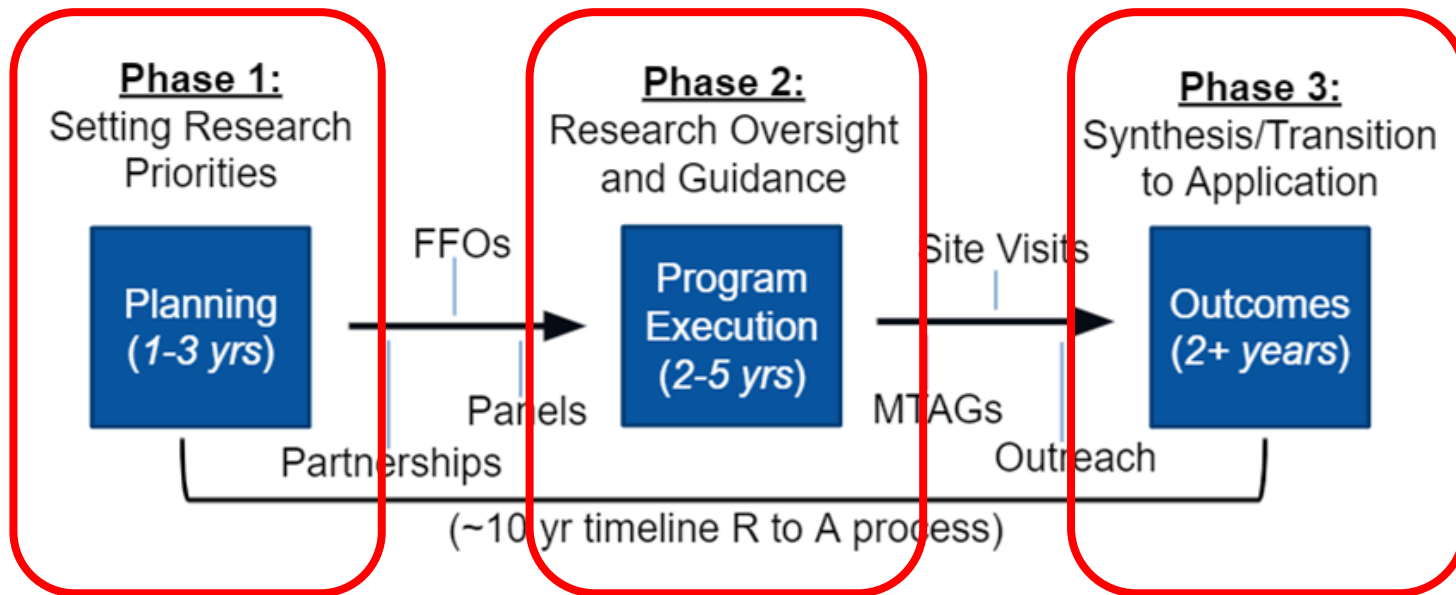 Phase 1:
Setting Research
Priorities
Planning
(1-3 yrs)
FFOs
Partnerships
Panels
Phase 2:
Research Oversight
and Guidance
Program
Execution
(2-5 yrs)
Site Visits
MTAGs
Outreach
Phase 3:
Synthesis/Transition
to Application
Outcomes
(2+ years)
(~10 yr timeline R to A process)